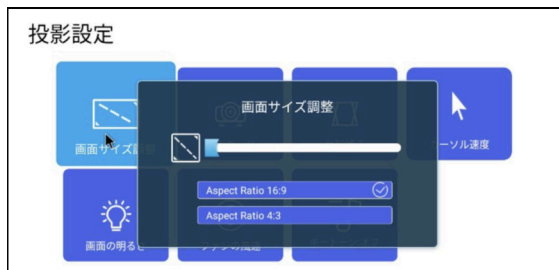 投影設定
画面サイズ調整
カーソル速度
画面サイズ
Aspect Ratio 16:9
Aspect Ratio 4:3
画面の明るさ